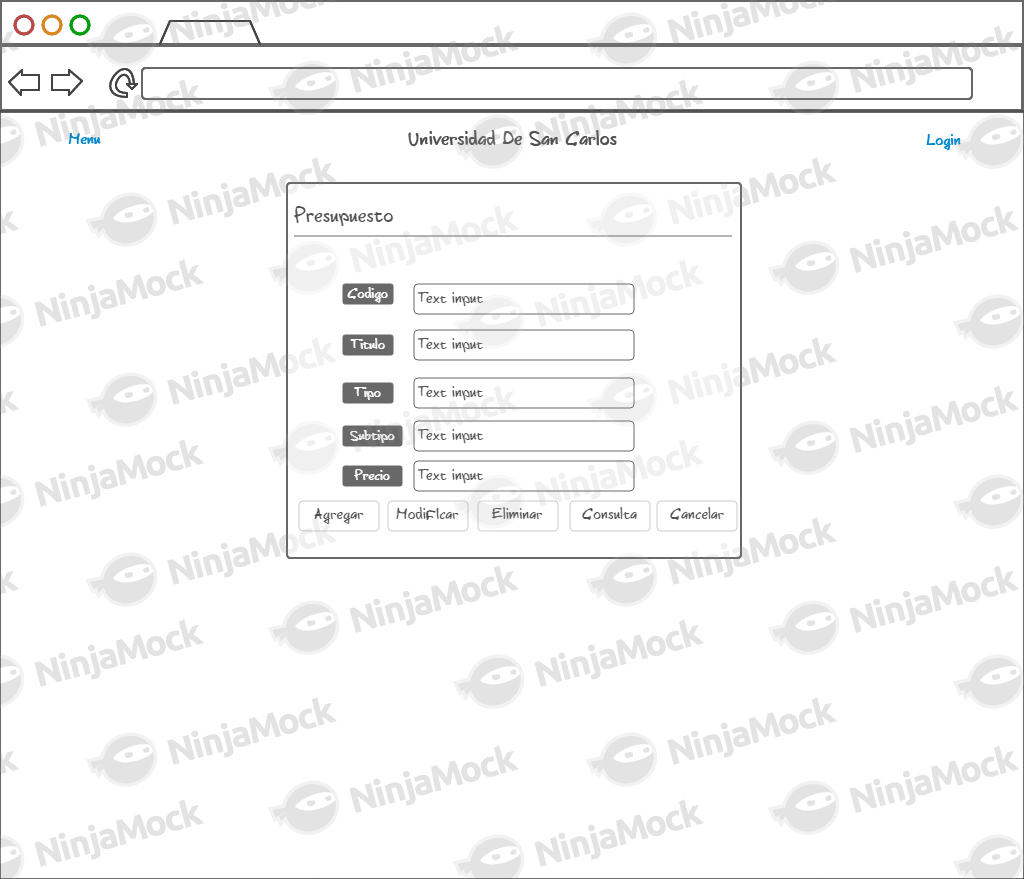 Menu
Universidad De San Carlos
Login
Presupuesto
Codigo Text input
Titulo Text input
Tipo Text input
Subtipo Text input
Precio Text input
Agregar ModiFIcar Eliminar Consulta Cancelar
NinjaMock